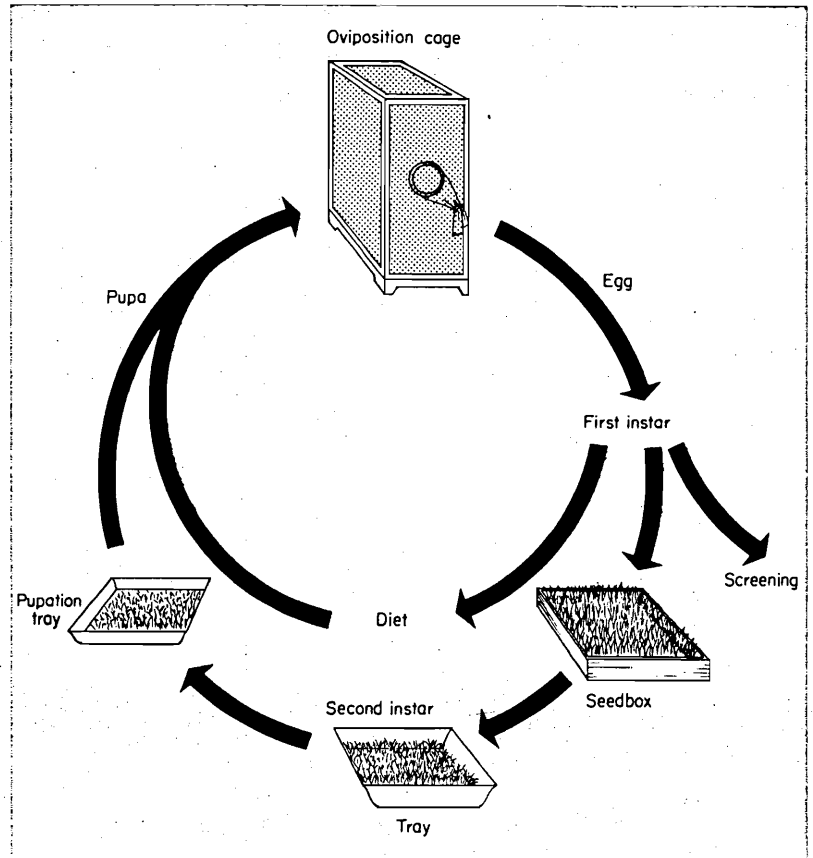 Oviposition cage
Egg
Pupa
First instar
Screening
Pupation
tray
Diet
Seedbox
Second instar
Tray